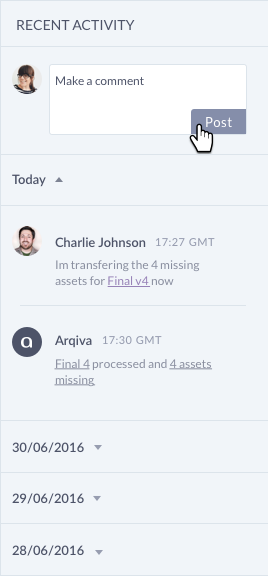 RECENT ACTIVITY
Make a comment
Post
Today
Charlie Johnson 17:27 GMT
Im transfering the 4 missing
assets for Final v4 now
a
Arqiva 17:30 GMT
Final 4 processed and 4 assets
missing
30/06/2016
29/06/2016
28/06/2016